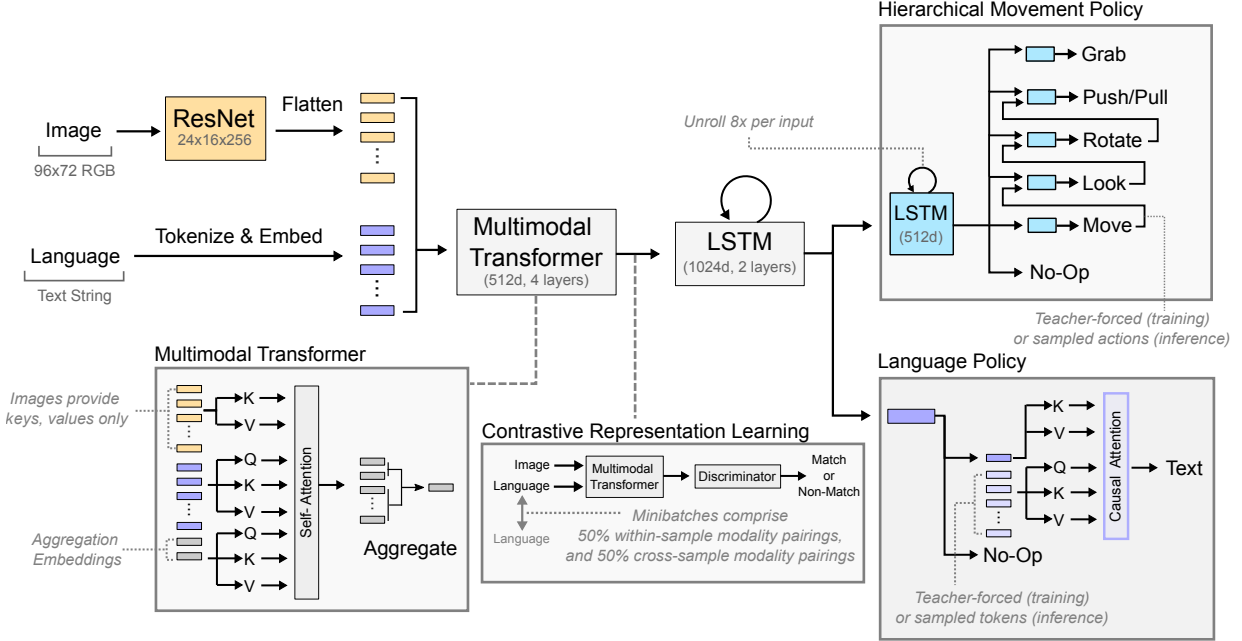 Hierarchical Movement Policy
Image
96x72 RGB
ResNet
24x16x256
Flatten
Language
Text String
Tokenize & Embed
Multimodal
Transformer
(512d, 4 layers)
LSTM
(1024d, 2 layers)
Unroll 8x per input
LSTM
(512d)
Grab
Push/Pull
Rotate
Look
Move
No-Op
Teacher-forced (training)
or sampled actions (inference)
Multimodal Transformer
Images provide
keys, values only
Aggregation
Embeddings
K
V
Q
K
V
Q
K
V
Self- Attention
Aggregate
Contrastive Representation Learning
Image
Language
Language
Multimodal
Transformer
Discriminator
Match
or
Non-Match
Minibatches comprise
50% within-sample modality pairings,
and 50% cross-sample modality pairings
Language Policy
K
V
Q
K
V
Causal Attention
Text
No-Op
Teacher-forced (training)
or sampled tokens (inference)